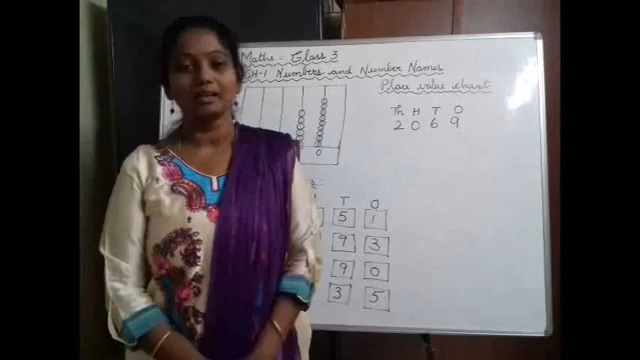 Maths - Class 3
CH-1 Numbers and Number Names
Place value chart
Th H T O
2 0 6 9
O
T O
5 1
9 3
9 0
3 5